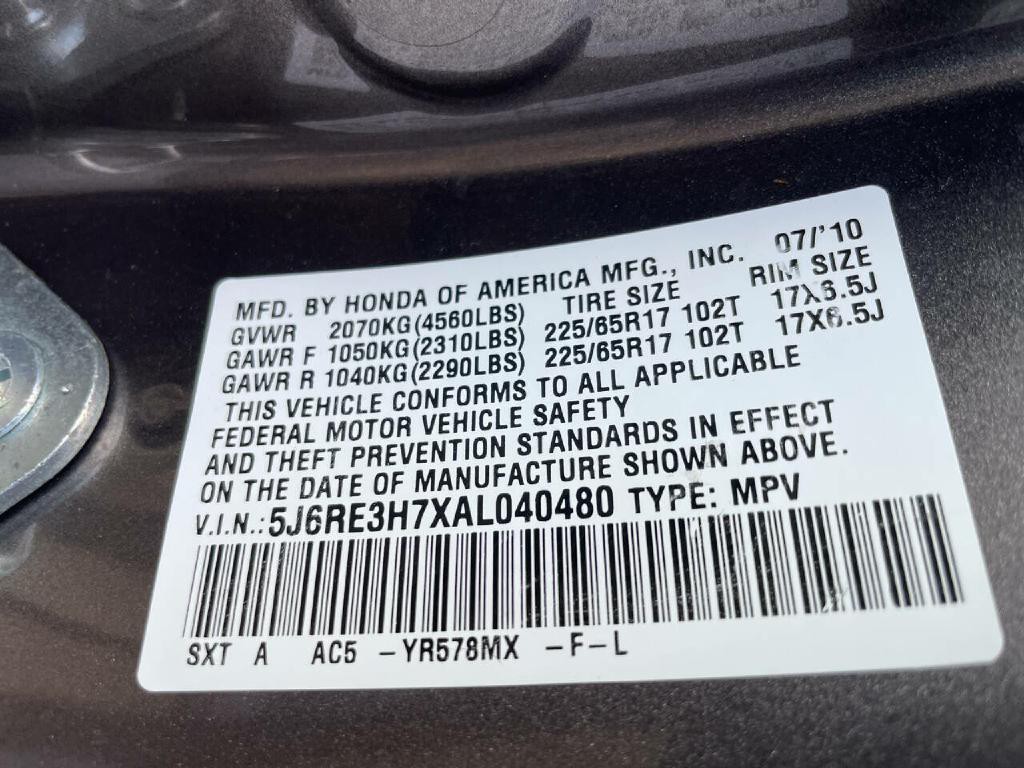 MFD. BY HONDA OF AMERICA MFG., INC. 07/'10
GVWR 2070KG(4560LBS) TIRE SIZE RIM SIZE
GAWR F 1050KG(2310LBS) 225/65R17 102T 17X6.5J
GAWR R 1040KG(2290LBS) 225/65R17 102T 17X6.5J
THIS VEHICLE CONFORMS TO ALL APPLICABLE
FEDERAL MOTOR VEHICLE SAFETY
AND THEFT PREVENTION STANDARDS IN EFFECT
ON THE DATE OF MANUFACTURE SHOWN ABOVE.
V.I.N.:5J6RE3H7XAL040480 TYPE: MPV
SXT A AC5 -YR578MX -F-L